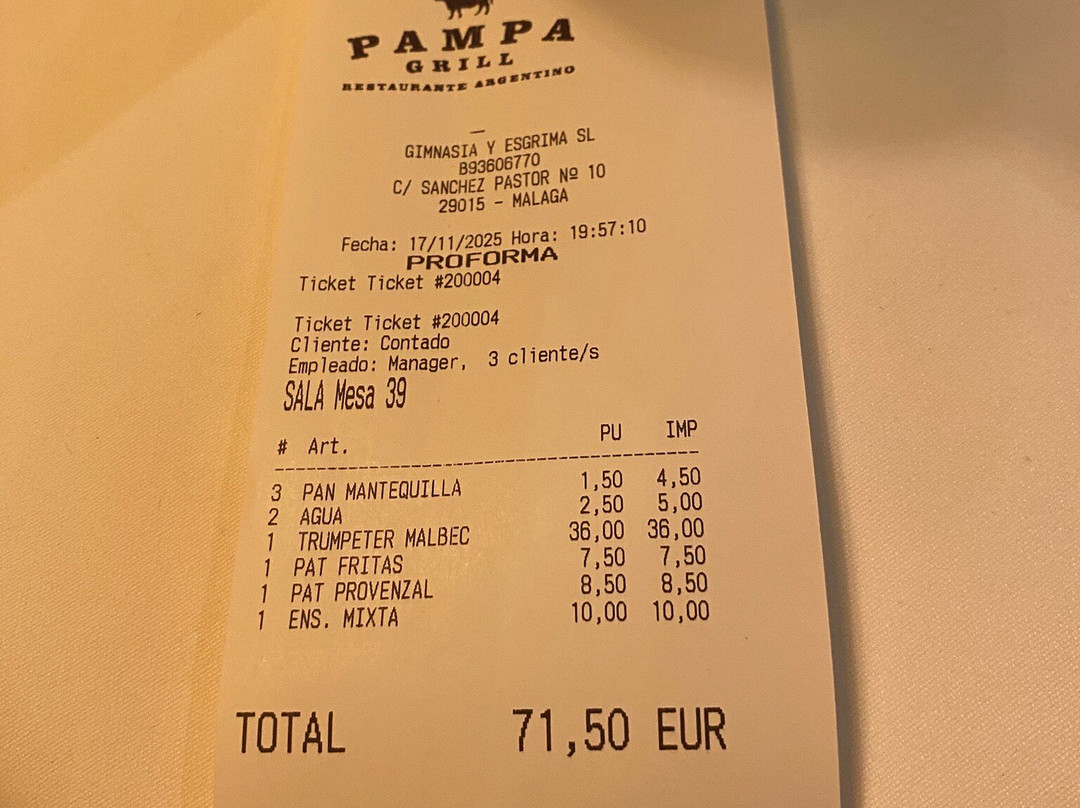 PAMPA
GRILL
RESTAURANTE ARGENTINO
GIMNASIA Y ESGRIMA SL
B93606770
C/ SANCHEZ PASTOR Nº 10
29015 - MALAGA
Fecha: 17/11/2025 Hora: 19:57:10
PROFORMA
Ticket Ticket #200004
Ticket Ticket #200004
Cliente: Contado
Empleado: Manager, 3 cliente/s
SALA Mesa 39
# Art. PU IMP
3 PAN MANTEQUILLA 1,50 4,50
2 AGUA 2,50 5,00
1 TRUMPETER MALBEC 36,00 36,00
1 PAT FRITAS 7,50 7,50
1 PAT PROVENZAL 8,50 8,50
1 ENS. MIXTA 10,00 10,00
TOTAL 71,50 EUR